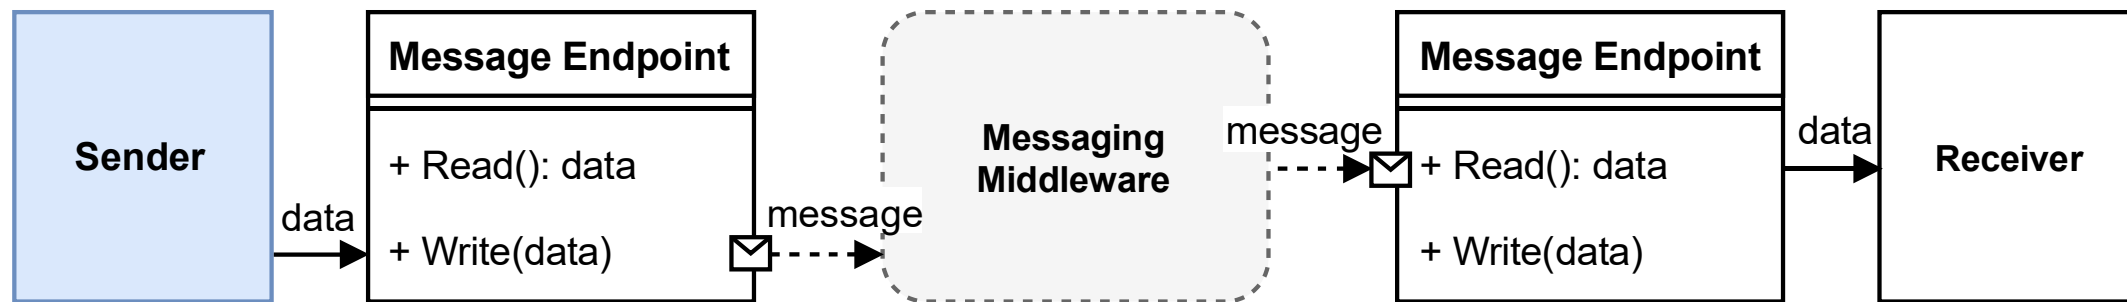 Sender
data
Message Endpoint
+ Read(): data
+ Write(data)
message
Messaging
Middleware
message
Message Endpoint
+ Read(): data
+ Write(data)
data
Receiver